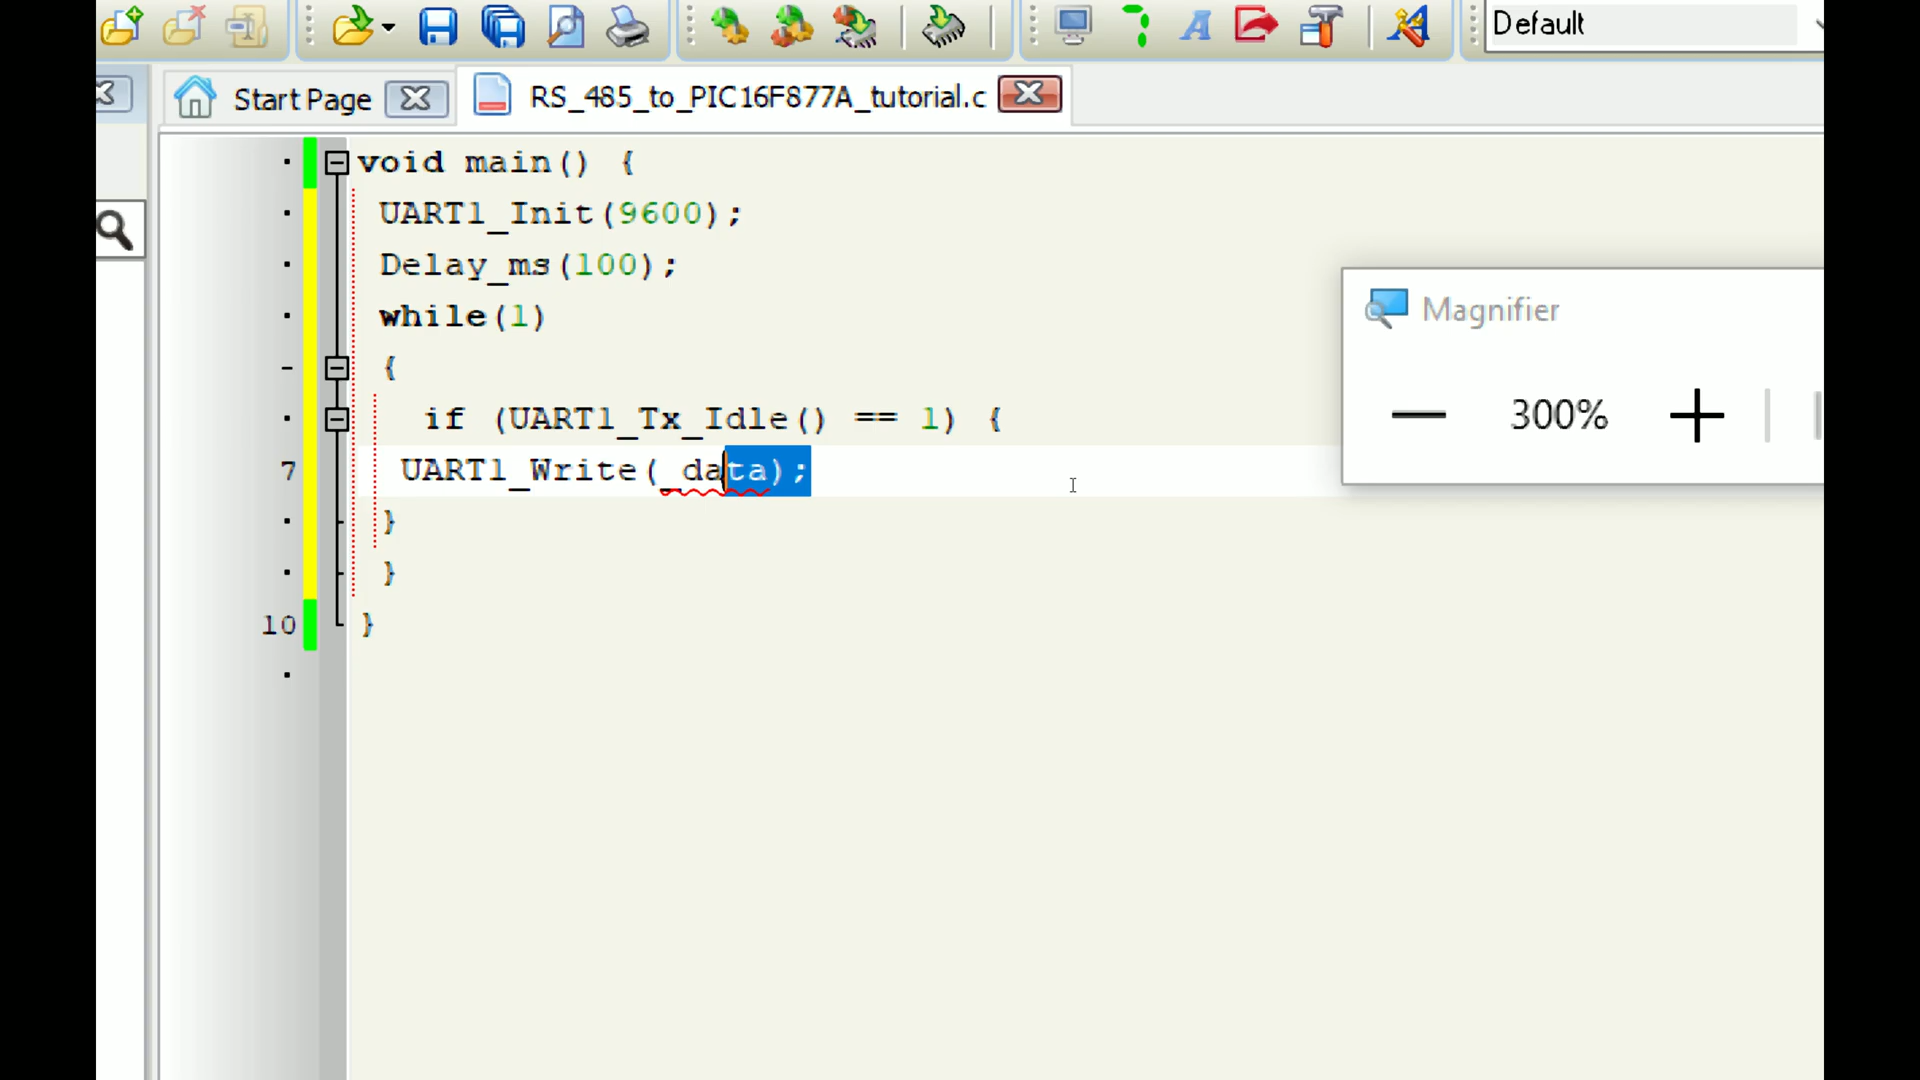 Default
Start Page
RS_485_to_PIC16F877A_tutorial.c
void main() {
UART1_Init(9600);
Delay_ms(100);
while(1)
{
if (UART1_Tx_Idle() == 1) {
7 UART1_Write(_data);
}
}
10 }
Magnifier
300%